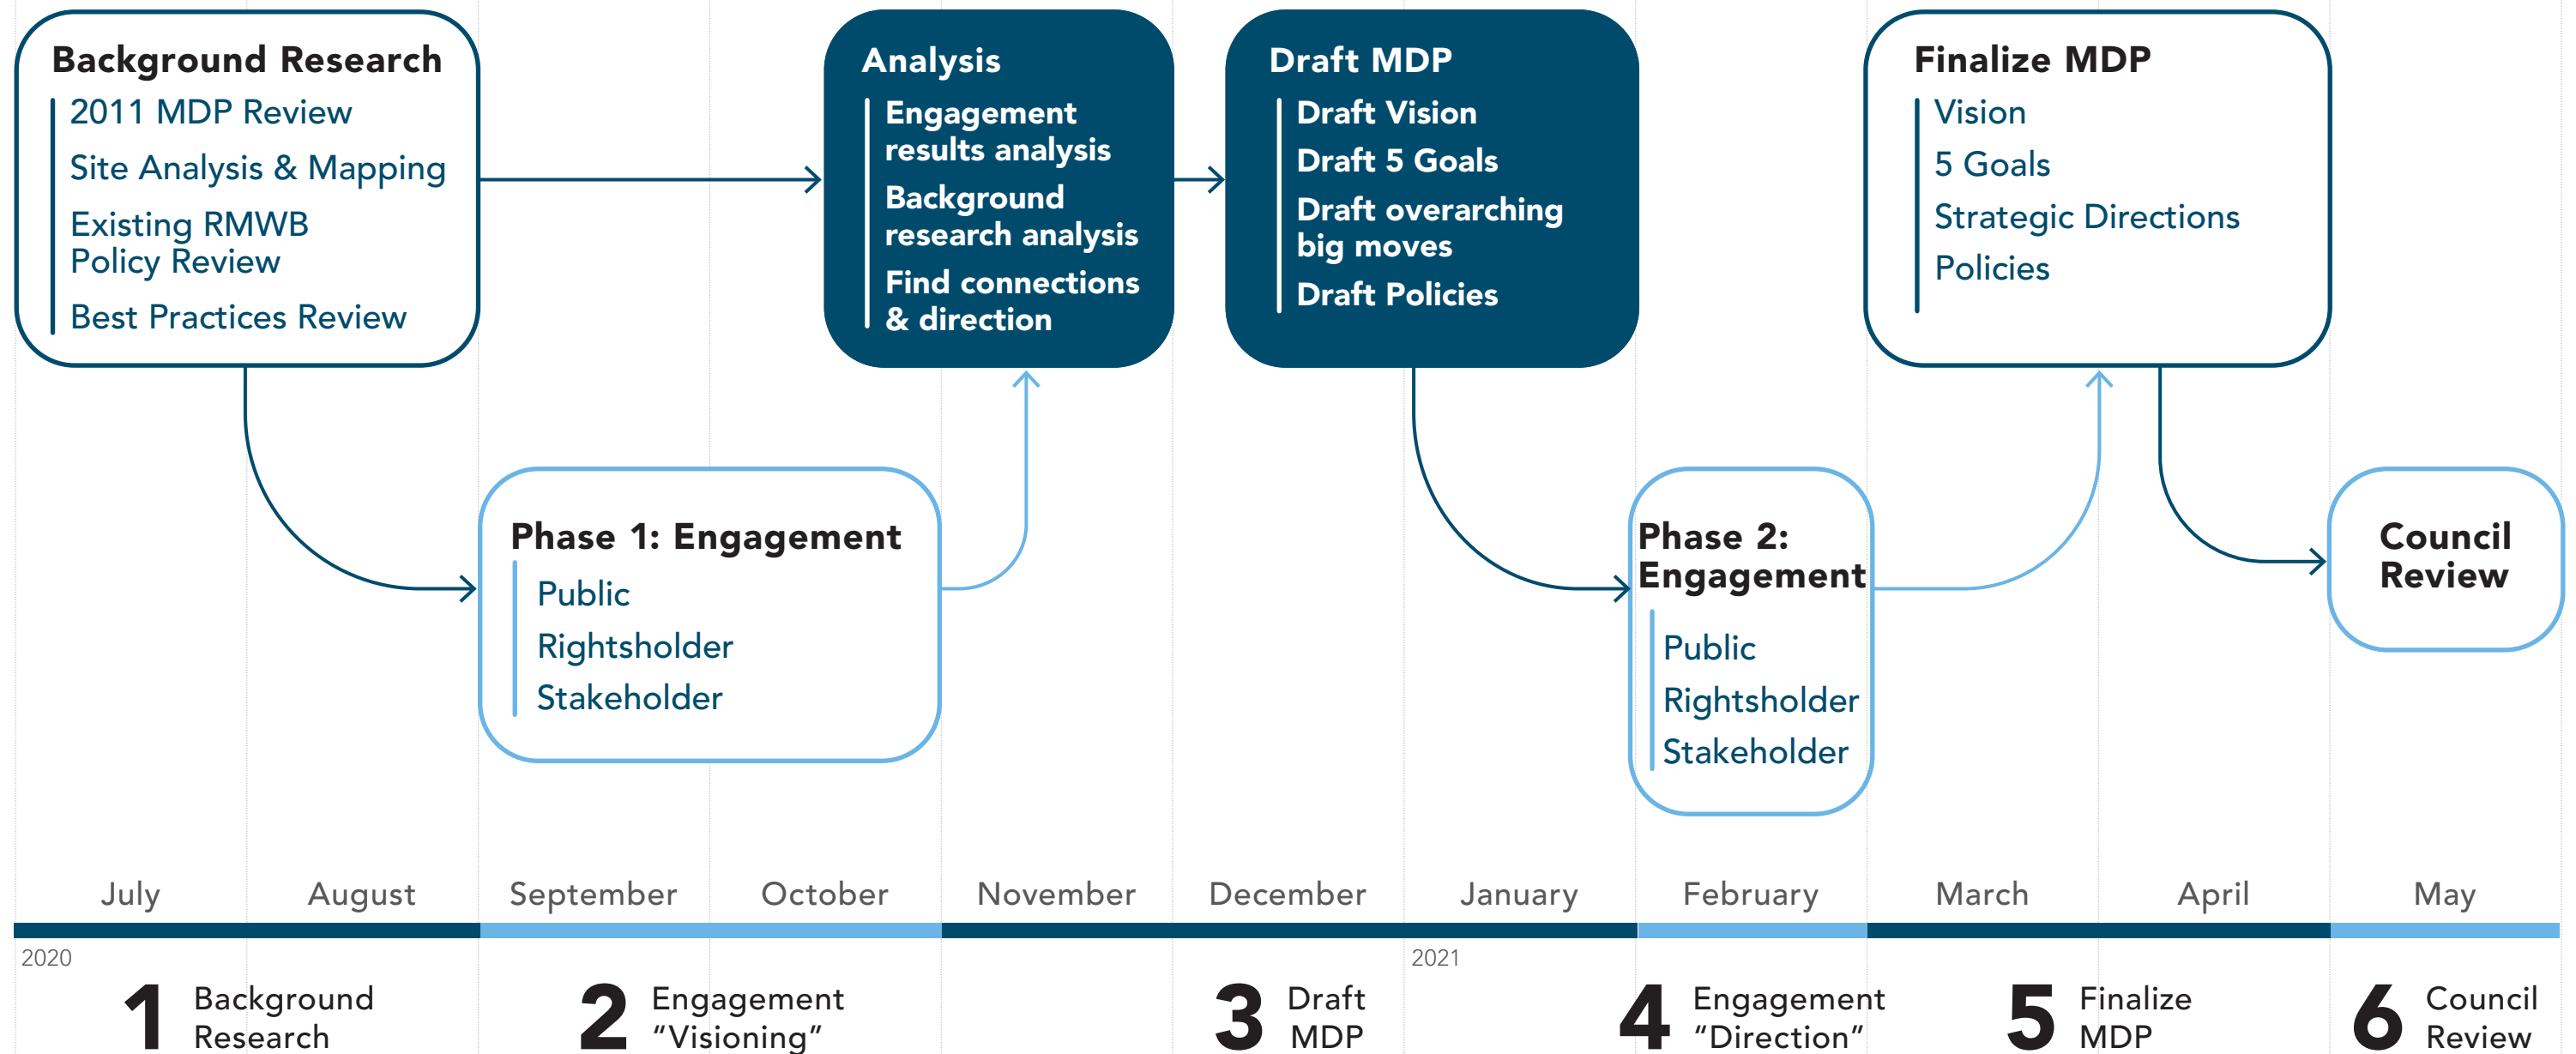 Background Research
2011 MDP Review
Site Analysis & Mapping
Existing RMWB
Policy Review
Best Practices Review
Analysis
Engagement
results analysis
Background
research analysis
Find connections
& direction
Draft MDP
Draft Vision
Draft 5 Goals
Draft overarching
big moves
Draft Policies
Finalize MDP
Vision
5 Goals
Strategic Directions
Policies
Phase 1: Engagement
Public
Rightsholder
Stakeholder
Phase 2:
Engagement
Public
Rightsholder
Stakeholder
Council
Review
July
August
September
October
November
December
January
February
March
April
May
2020
2021
1 Background
Research
2 Engagement
“Visioning”
3 Draft
MDP
4 Engagement
“Direction”
5 Finalize
MDP
6 Council
Review